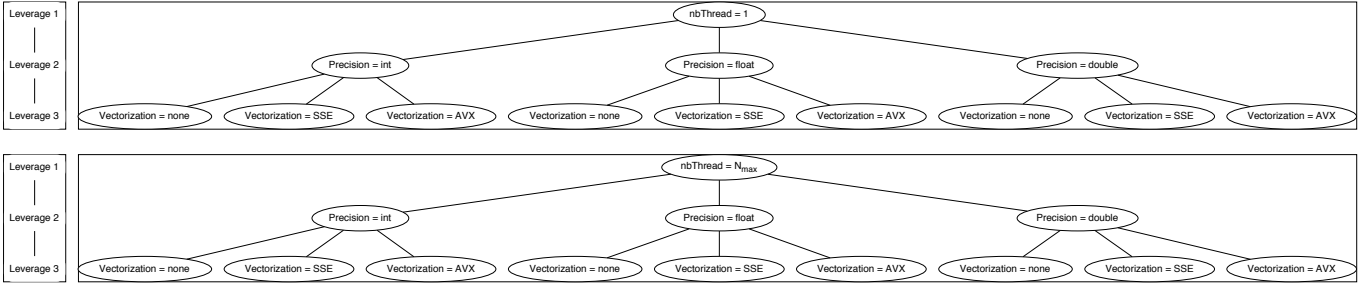 Leverage 1 nbThread = 1
Leverage 2 Precision = int Precision = float Precision = double
Leverage 3 Vectorization = none Vectorization = SSE Vectorization = AVX Vectorization = none Vectorization = SSE Vectorization = AVX Vectorization = none Vectorization = SSE Vectorization = AVX
Leverage 1 nbThread = Nmax
Leverage 2 Precision = int Precision = float Precision = double
Leverage 3 Vectorization = none Vectorization = SSE Vectorization = AVX Vectorization = none Vectorization = SSE Vectorization = AVX Vectorization = none Vectorization = SSE Vectorization = AVX